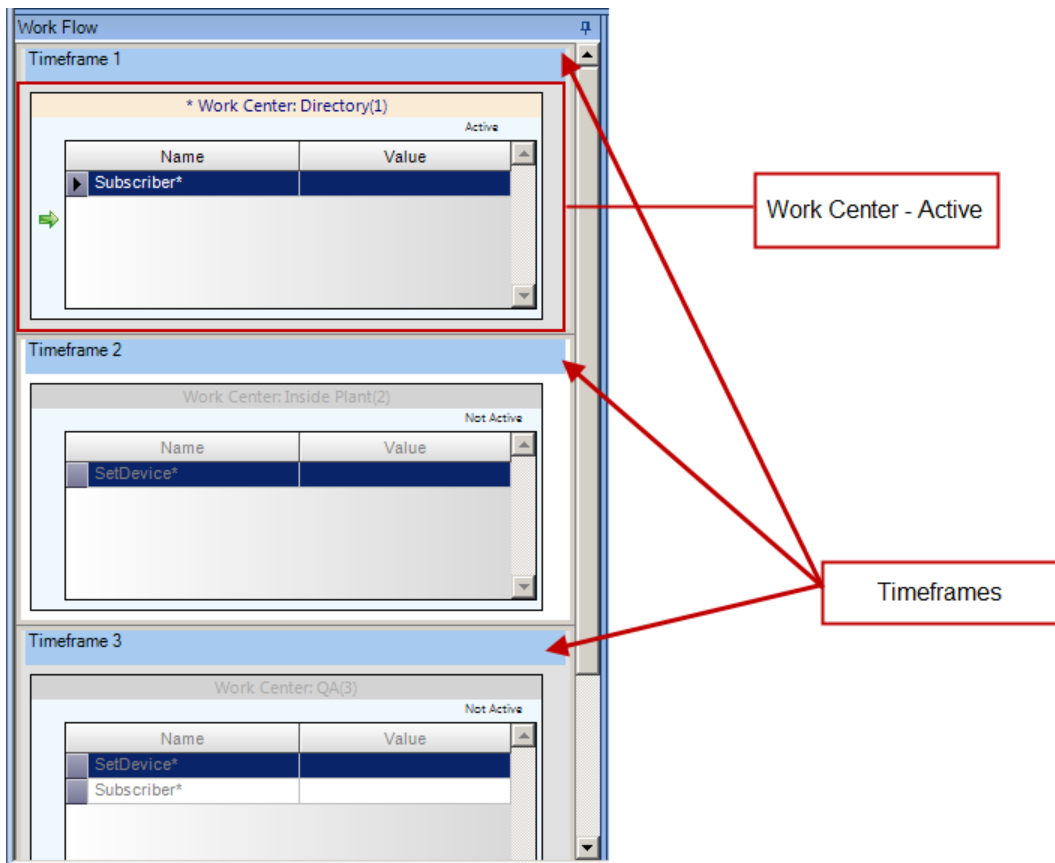 Work Flow
Timeframe 1
* Work Center: Directory(1)
Active
Name Value
Subscriber*
Work Center - Active
Timeframe 2
Work Center: Inside Plant(2)
Not Active
Name Value
SetDevice*
Timeframes
Timeframe 3
Work Center: QA(3)
Not Active
Name Value
SetDevice*
Subscriber*